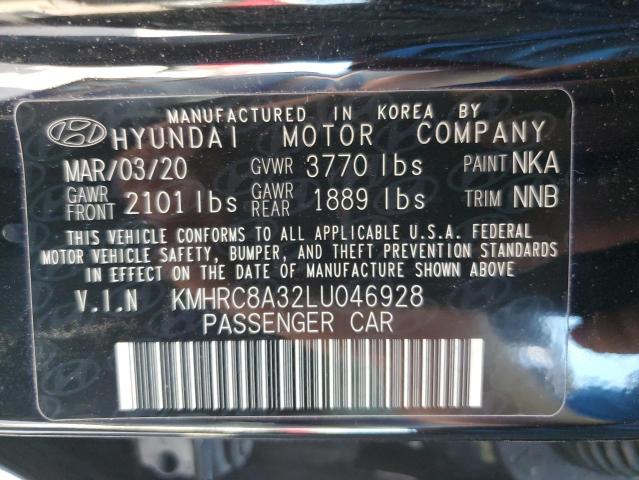 MANUFACTURED IN KOREA BY
HYUNDAI MOTOR COMPANY
MAR/03/20 GVWR 3770 lbs PAINT NKA
GAWR FRONT 2101 lbs GAWR REAR 1889 lbs TRIM NNB
THIS VEHICLE CONFORMS TO ALL APPLICABLE U.S.A. FEDERAL
MOTOR VEHICLE SAFETY, BUMPER, AND THEFT PREVENTION STANDARDS
IN EFFECT ON THE DATE OF MANUFACTURE SHOWN ABOVE
V.I.N KMHRC8A32LU046928
PASSENGER CAR